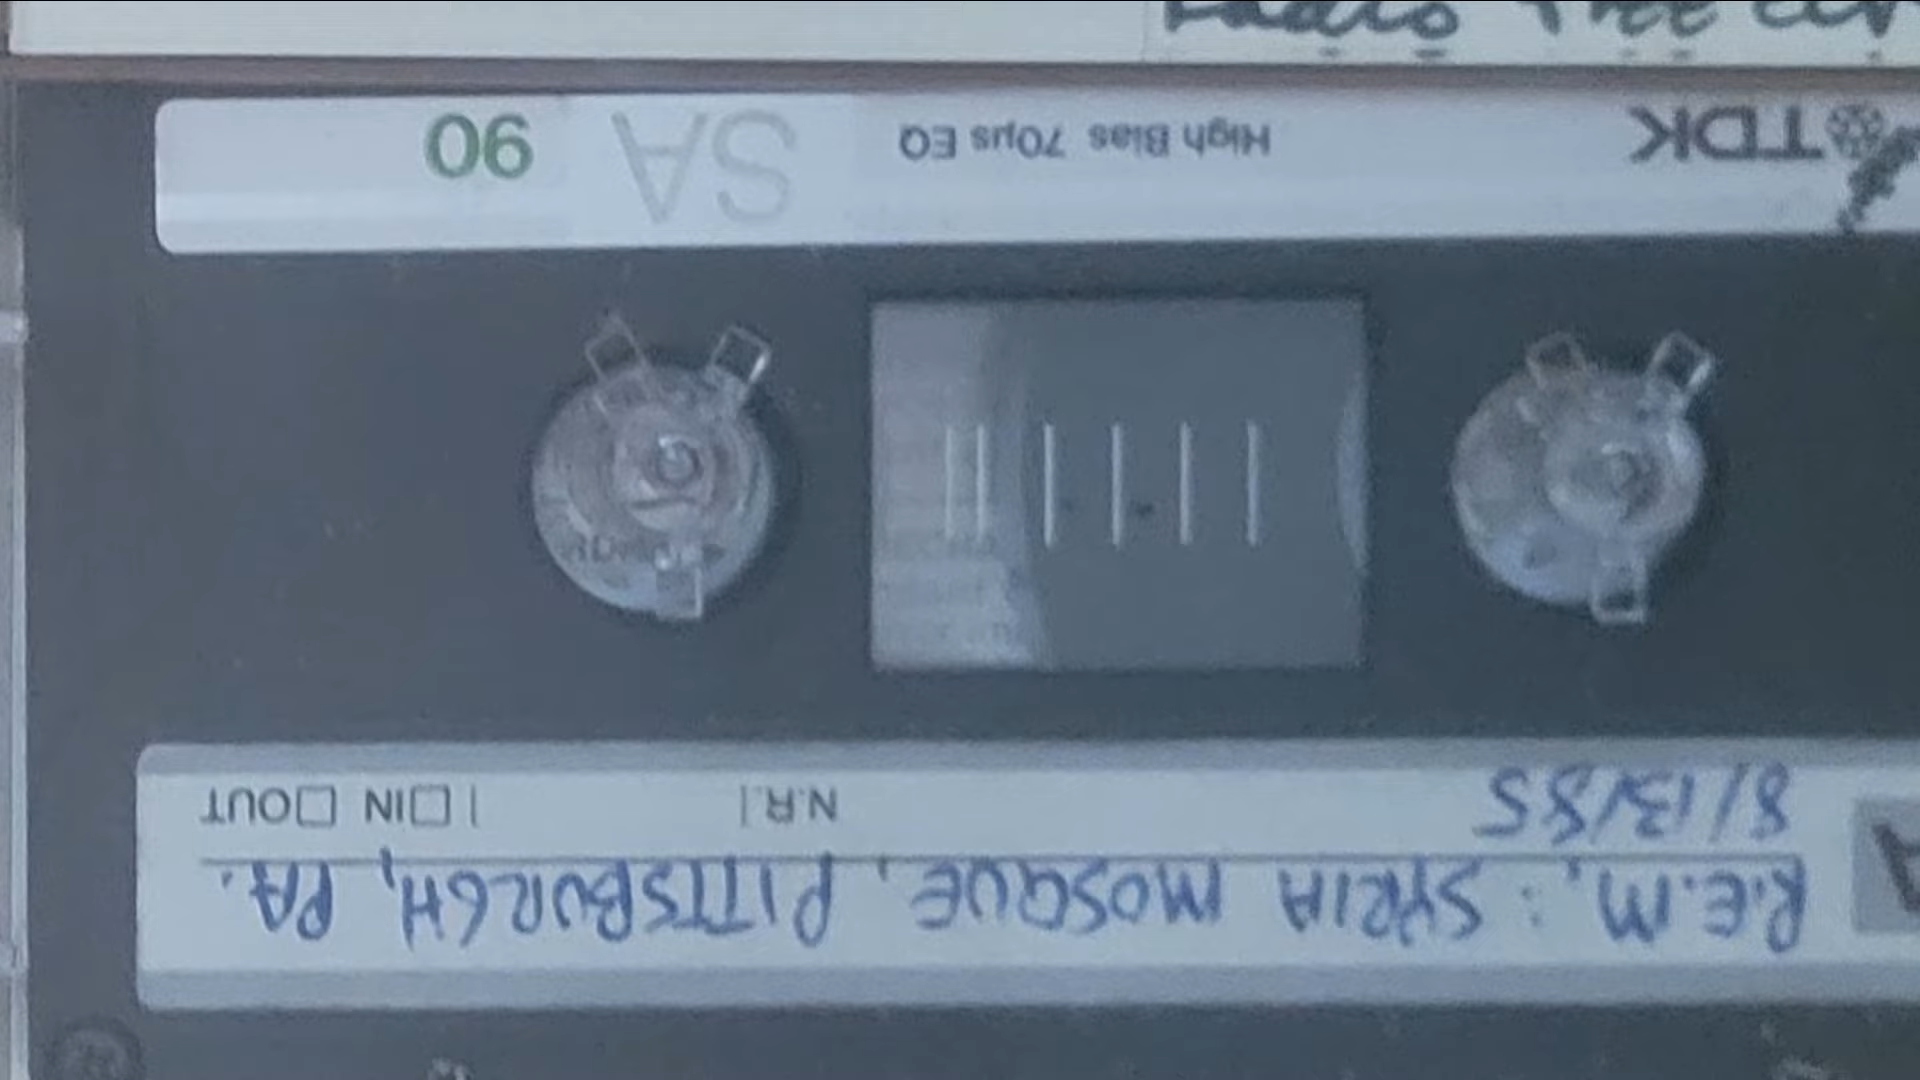 A R.E.M.: SYRIA MOSQUE, PITTSBURGH, PA.
8/13/85 N.R. IN OUT
TDK High Bias 70μs EQ SA 90